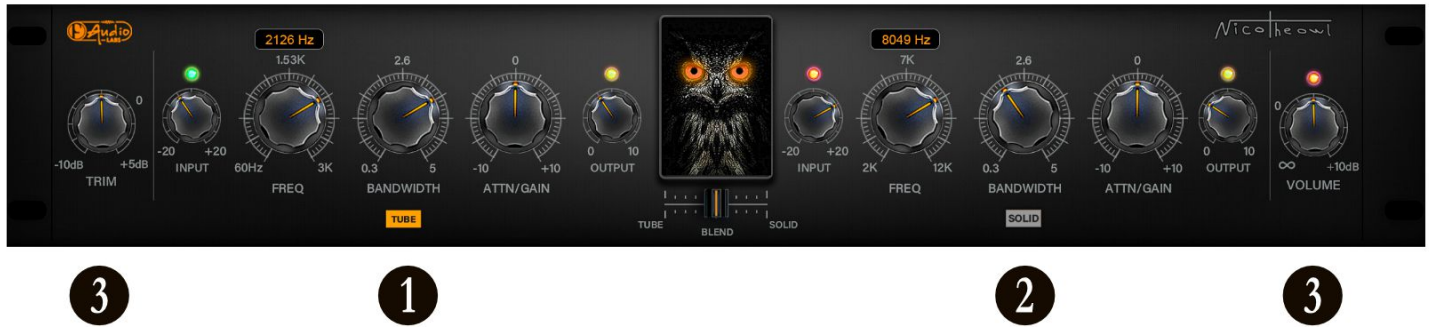 Audio
LABS
Nicotheowl
2126 Hz
8049 Hz
1.53K
2.6
0
7K
2.6
0
0
0
-10dB
+5dB
TRIM
-20
+20
INPUT
60Hz
3K
FREQ
0.3
5
BANDWIDTH
-10
+10
ATTN/GAIN
0
10
OUTPUT
-20
+20
INPUT
2K
12K
FREQ
0.3
5
BANDWIDTH
-10
+10
ATTN/GAIN
0
10
OUTPUT
∞
+10dB
VOLUME
TUBE
TUBE
BLEND
SOLID
SOLID
3
1
2
3